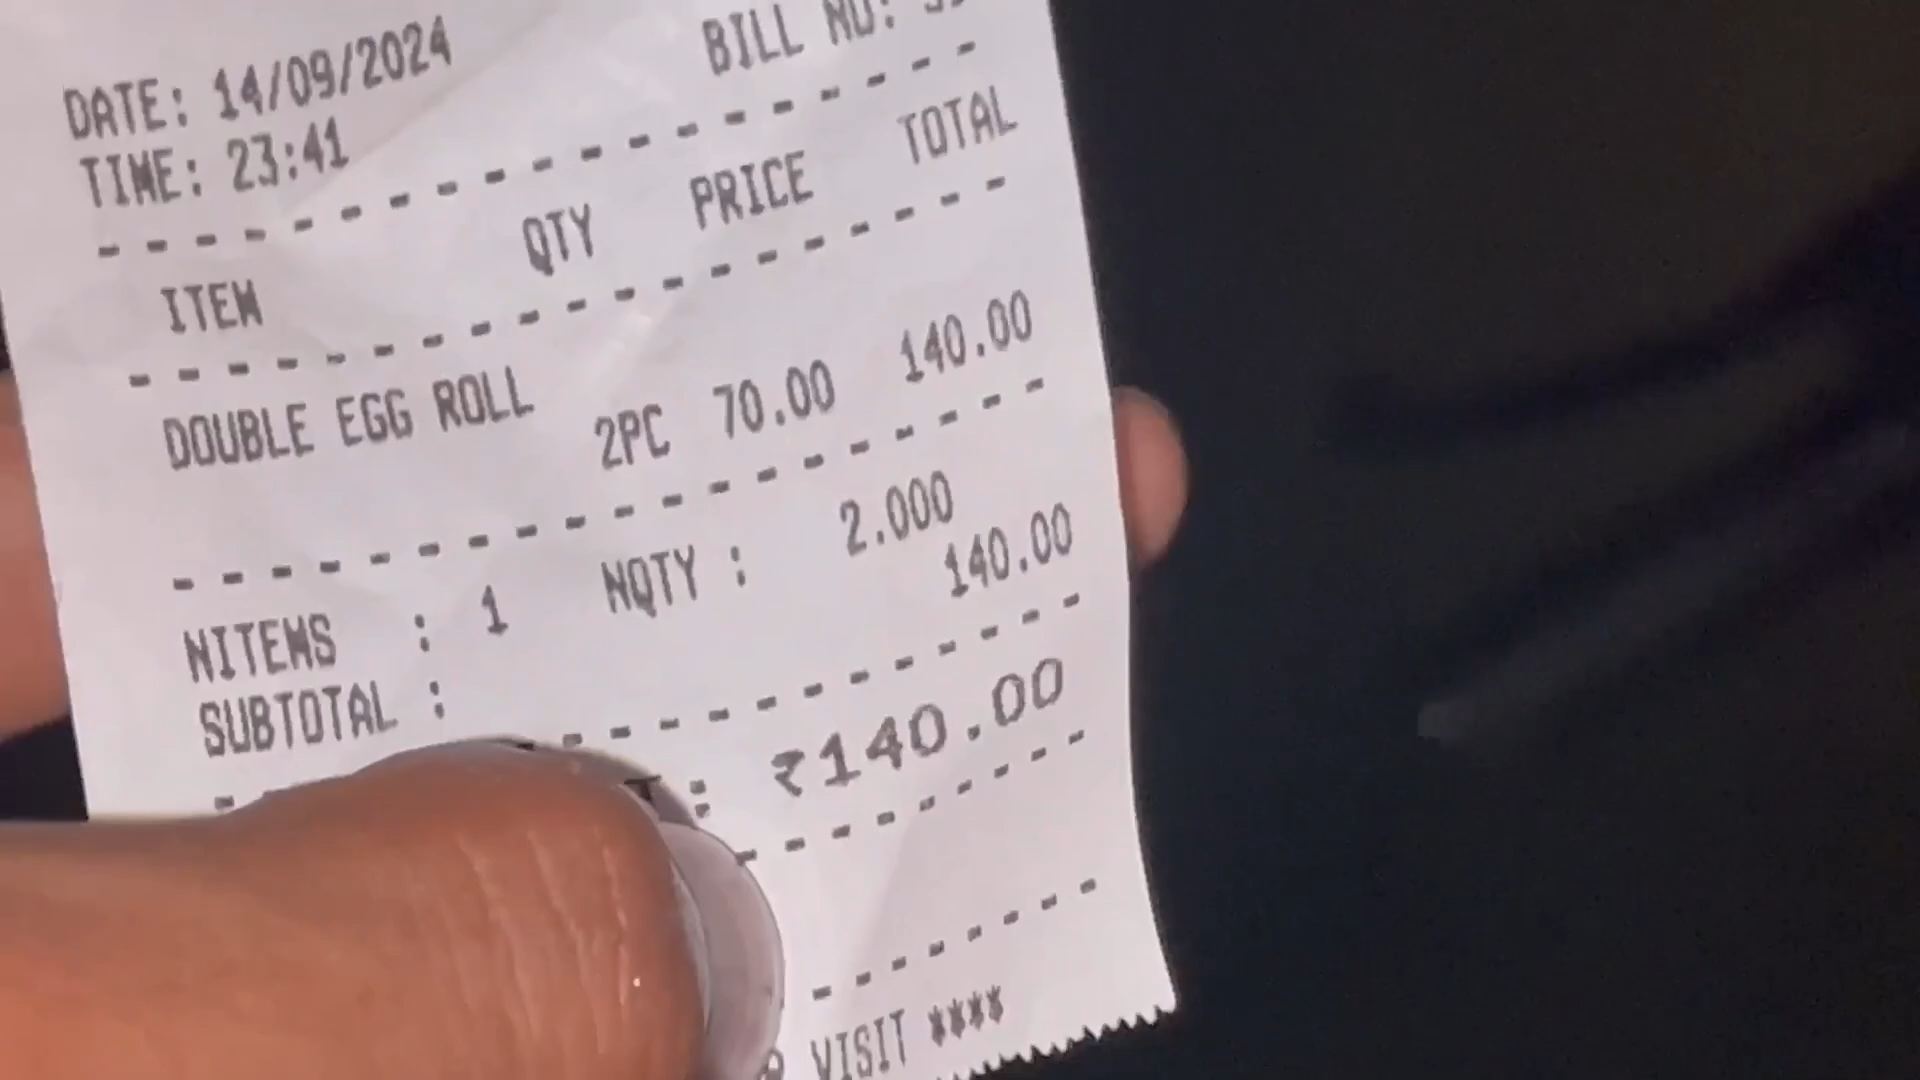 DATE: 14/09/2024 BILL NO:
TIME: 23:41
ITEM QTY PRICE TOTAL
DOUBLE EGG ROLL
2PC 70.00 140.00
NITEMS : 1 NQTY : 2.000
SUBTOTAL : 140.00
: ₹140.00
VISIT ****